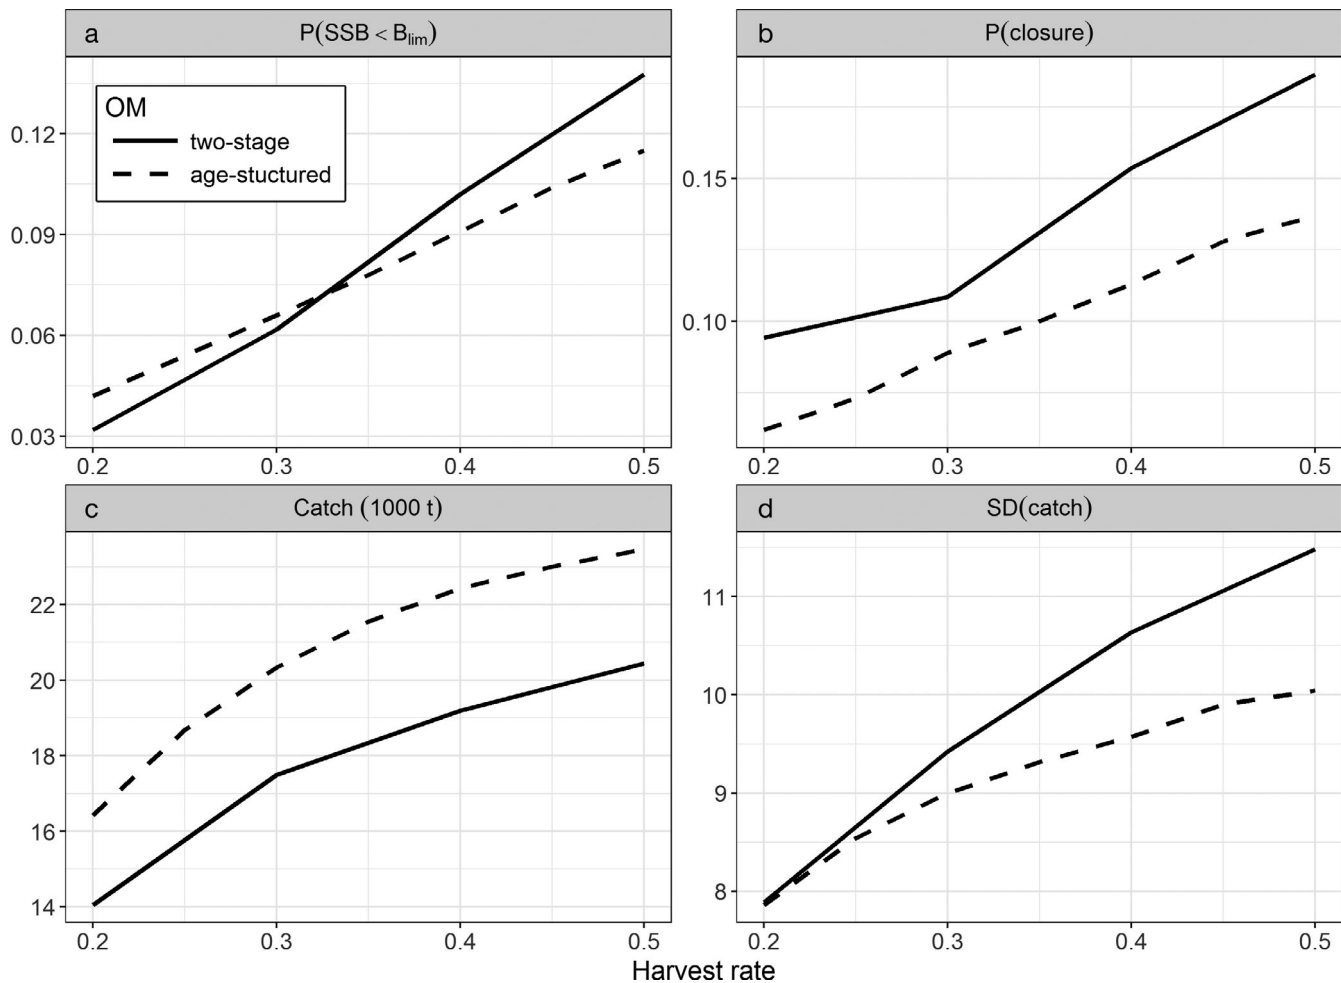 a P(SSB < Blim)
OM
two-stage
age-stuctured
0.12
0.09
0.06
0.03
0.2 0.3 0.4 0.5
b P(closure)
0.15
0.10
0.2 0.3 0.4 0.5
c Catch (1000 t)
22
20
18
16
14
0.2 0.3 0.4 0.5
d SD(catch)
11
10
9
8
0.2 0.3 0.4 0.5
Harvest rate